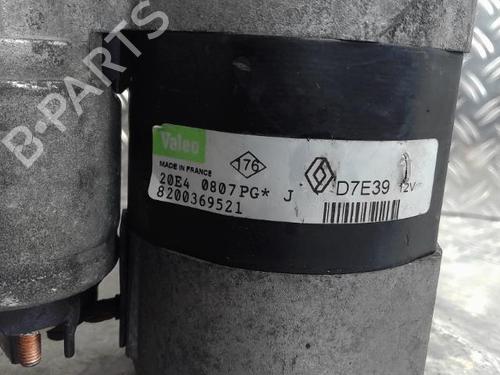 B-PARTS
Valeo
MADE IN FRANCE
176
20E4 0807PG* J
D7E39
12V
8200369521